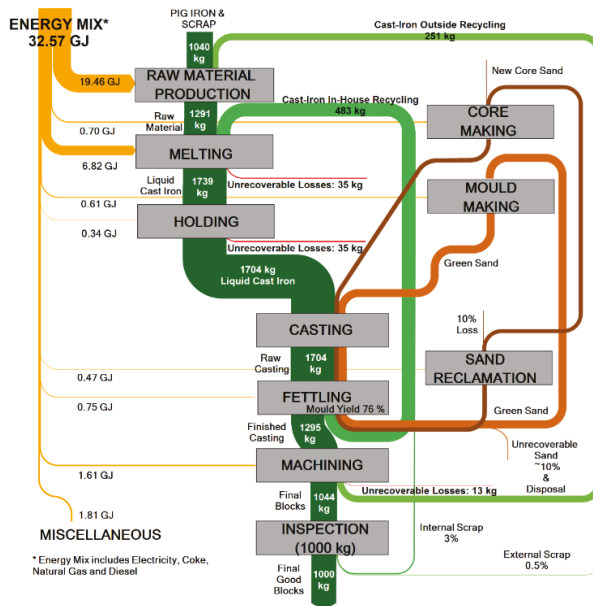 PIG IRON &
SCRAP
Cast-Iron Outside Recycling
251 kg
ENERGY MIX*
32.57 GJ
1040
kg
19.46 GJ
RAW MATERIAL
PRODUCTION
New Core Sand
Raw
Material
1291
kg
Cast-Iron In-House Recycling
483 kg
CORE
MAKING
0.70 GJ
MELTING
6.82 GJ
Liquid
Cast Iron
1739
kg
Unrecoverable Losses: 35 kg
MOULD
MAKING
0.61 GJ
HOLDING
0.34 GJ
Unrecoverable Losses: 35 kg
Green Sand
1704 kg
Liquid Cast Iron
10%
Loss
CASTING
Raw
Casting
1704
kg
SAND
RECLAMATION
0.47 GJ
FETTLING
Mould Yield 76 %
0.75 GJ
Green Sand
Finished
Casting
1295
kg
Unrecoverable
Sand
~10%
&
Disposal
MACHINING
1.61 GJ
Unrecoverable Losses: 13 kg
Final
Blocks
1044
kg
1.81 GJ
MISCELLANEOUS
INSPECTION
(1000 kg)
Internal Scrap
3%
External Scrap
0.5%
* Energy Mix includes Electricity, Coke,
Natural Gas and Diesel
Final
Good
Blocks
1000
kg